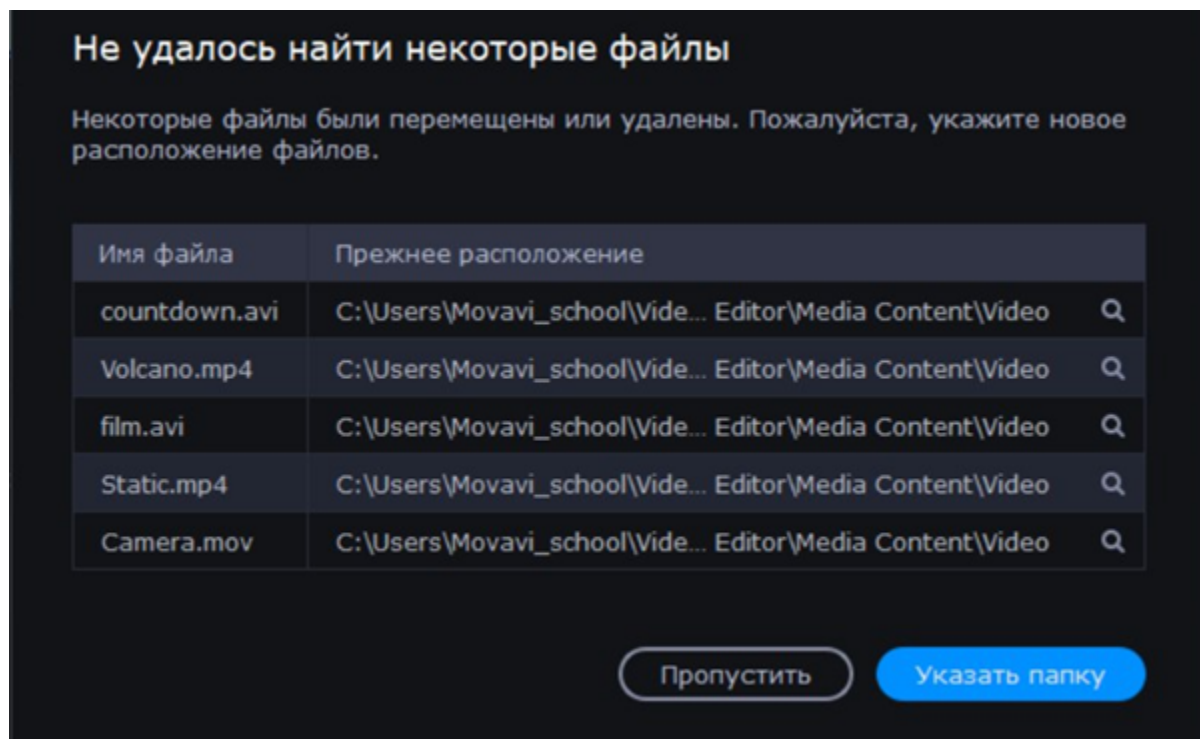 Не удалось найти некоторые файлы
Некоторые файлы были перемещены или удалены. Пожалуйста, укажите новое
расположение файлов.
Имя файла Прежнее расположение
countdown.avi C:\Users\Movavi_school\Vide... Editor\Media Content\Video
Volcano.mp4 C:\Users\Movavi_school\Vide... Editor\Media Content\Video
film.avi C:\Users\Movavi_school\Vide... Editor\Media Content\Video
Static.mp4 C:\Users\Movavi_school\Vide... Editor\Media Content\Video
Camera.mov C:\Users\Movavi_school\Vide... Editor\Media Content\Video
Пропустить Указать папку